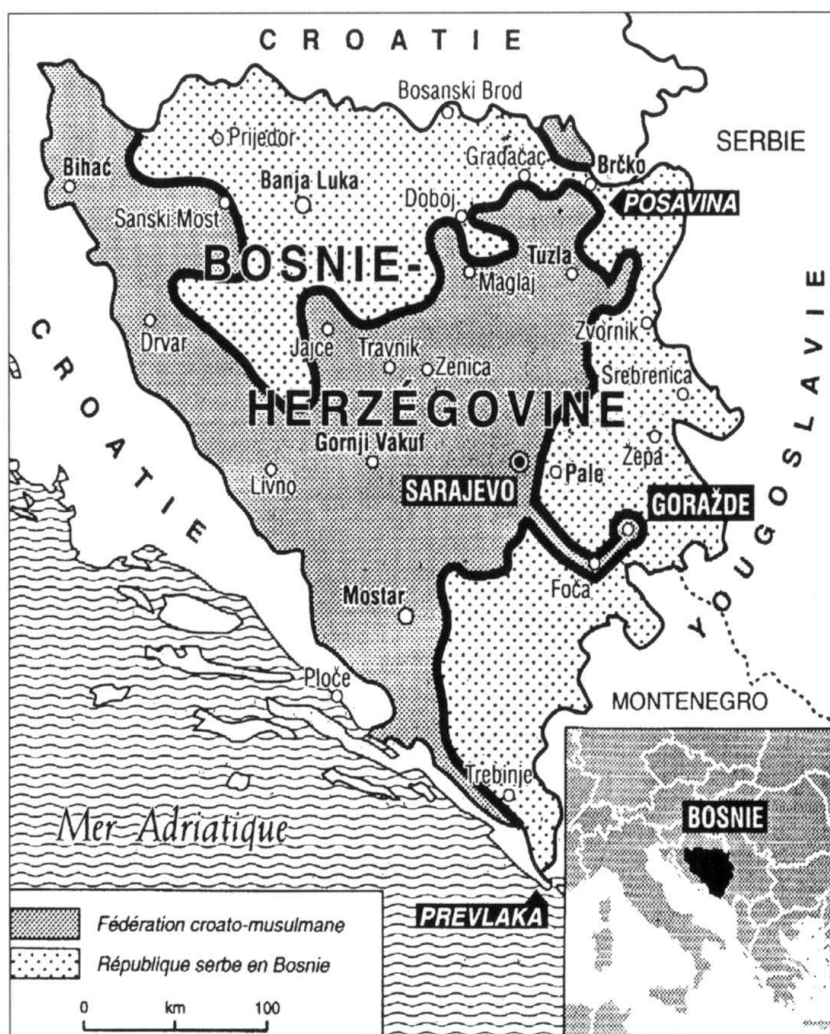 CROATIE
Bosanski Brod
SERBIE
Prijedor
Gradačac
Brčko
Bihać
Banja Luka
POSAVINA
Sanski Most
Doboj
BOSNIE-
Tuzla
Maglaj
CROATIE
Drvar
Jajce
Travnik
Zenica
Zvornik
YOUGOSLAVIE
Srebrenica
HERZÉGOVINE
Gornji Vakuf
Žepa
Livno
SARAJEVO
Pale
GORAŽDE
Foča
Mostar
Ploče
MONTENEGRO
Trebinje
BOSNIE
Mer Adriatique
PREVLAKA
Fédération croato-musulmane
République serbe en Bosnie
0 km 100